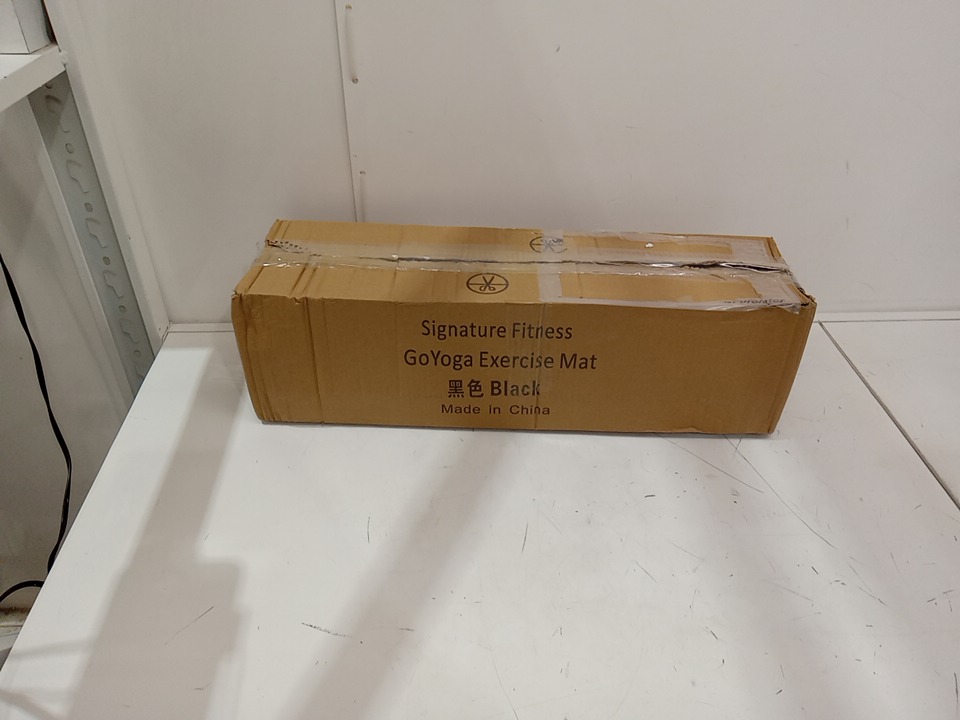 Signature Fitness
GoYoga Exercise Mat
黑色 Black
Made in China